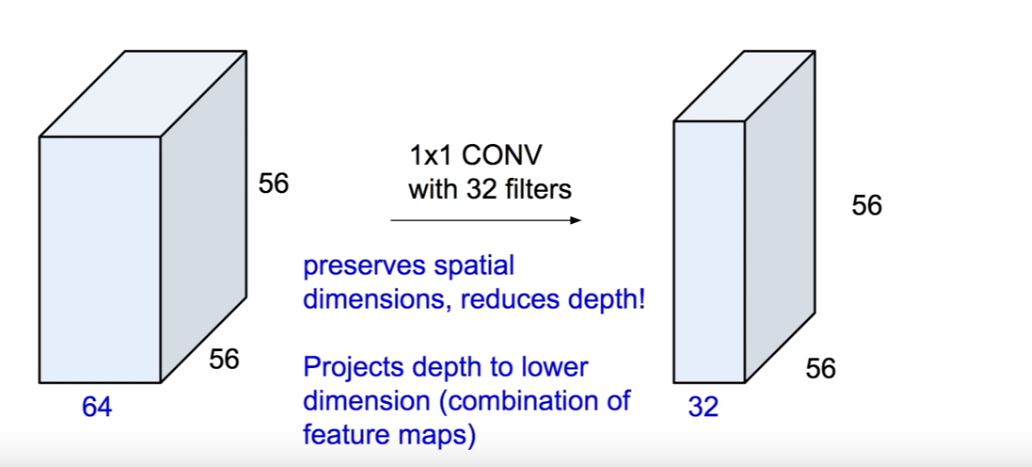 56
56
64
1x1 CONV
with 32 filters
preserves spatial
dimensions, reduces depth!
Projects depth to lower
dimension (combination of
feature maps)
56
56
32